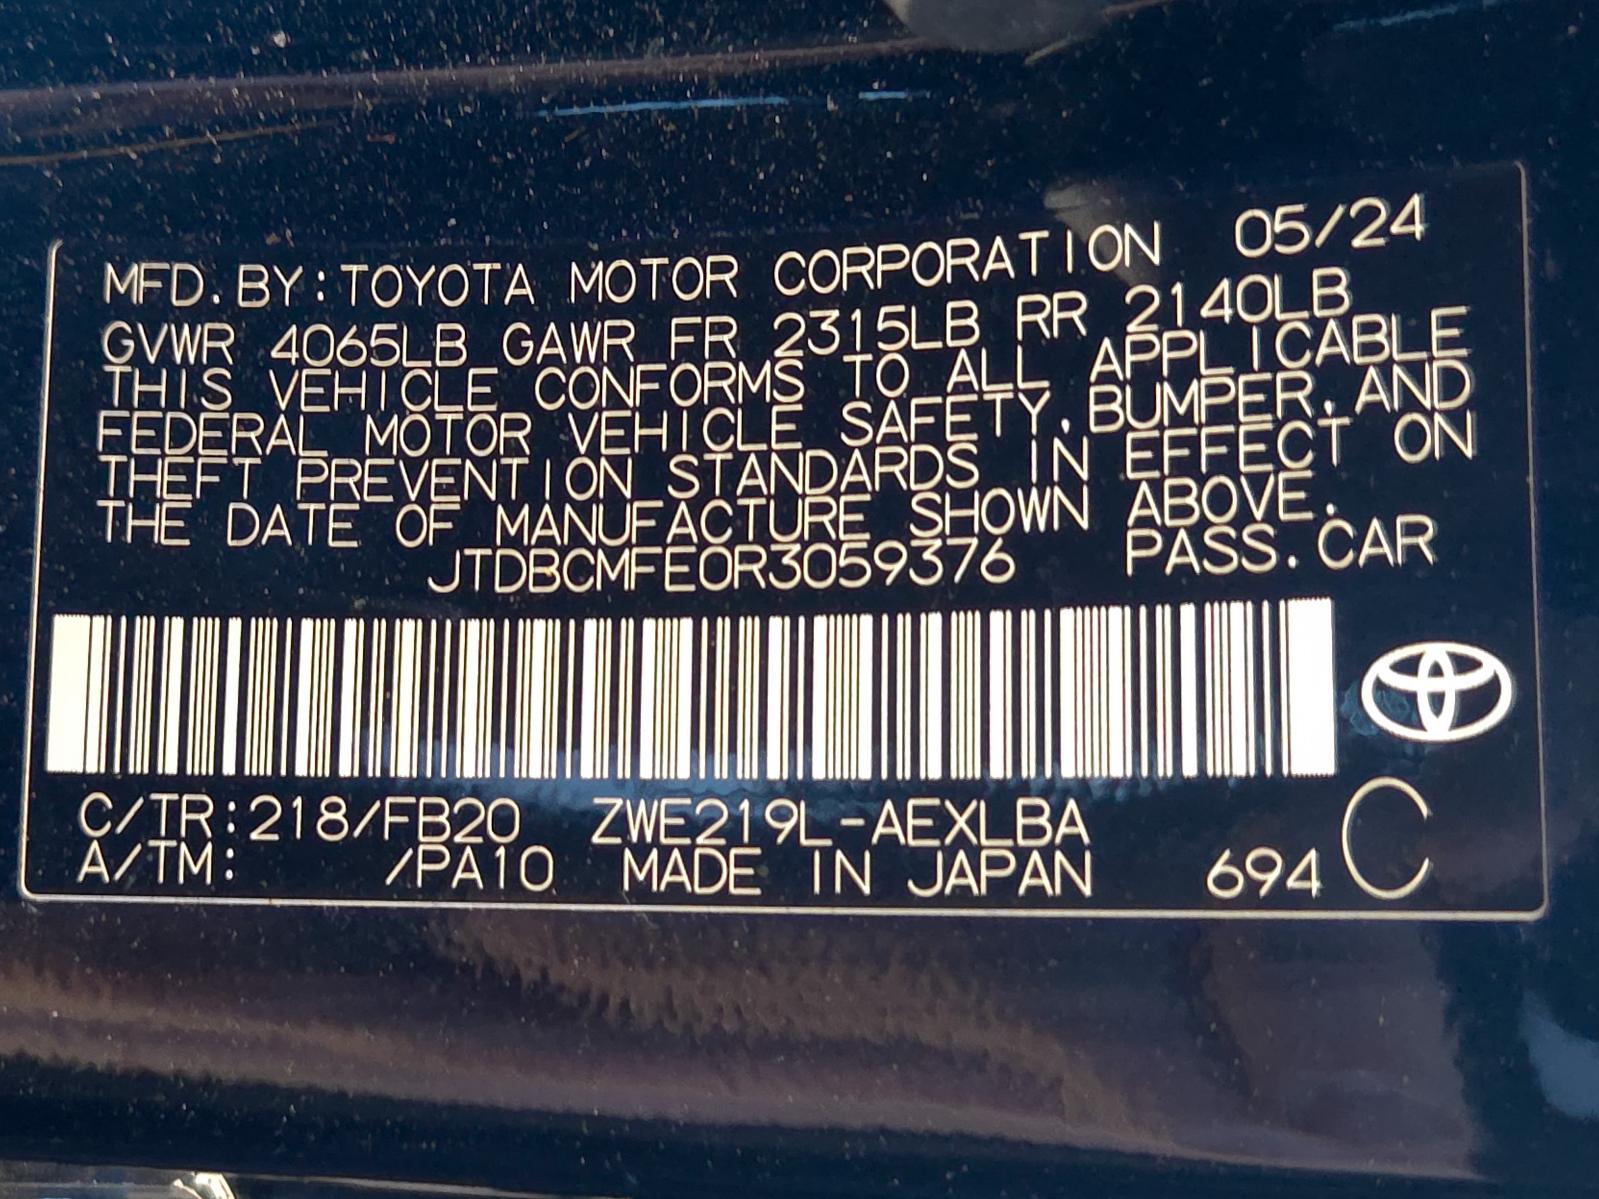 MFD. BY: TOYOTA MOTOR CORPORATION 05/24
GVWR 4065LB GAWR FR 2315LB RR 2140LB
THIS VEHICLE CONFORMS TO ALL APPLICABLE
FEDERAL MOTOR VEHICLE SAFETY, BUMPER, AND
THEFT PREVENTION STANDARDS IN EFFECT ON
THE DATE OF MANUFACTURE SHOWN ABOVE.
JTDBCMFE0R3059376 PASS. CAR
C/TR: 218/FB20 ZWE219L-AEXLBA
A/TM: /PA10 MADE IN JAPAN 694 C